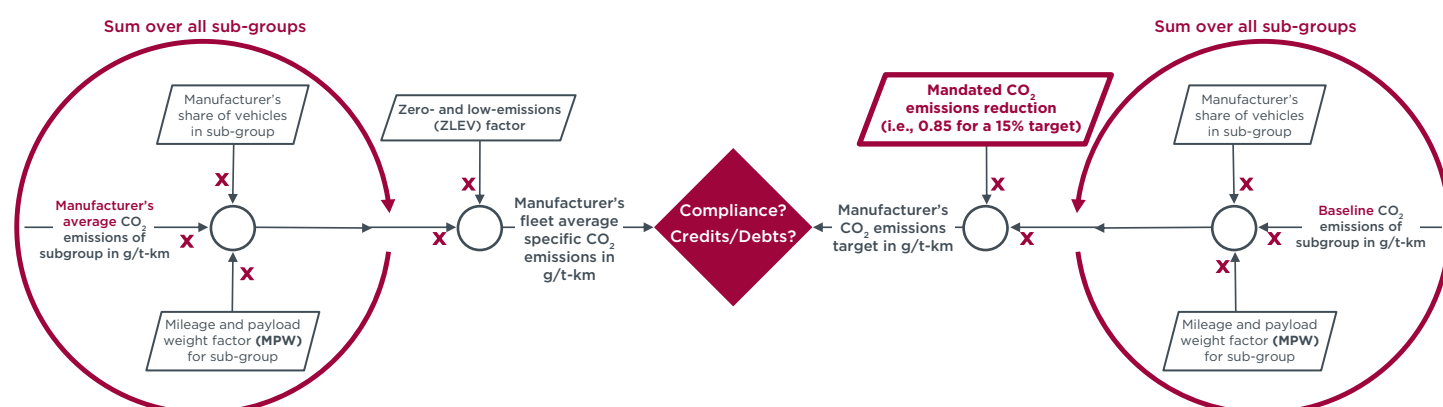 Sum over all sub-groups
Manufacturer's
share of vehicles
in sub-group
x
Manufacturer's
average CO2
emissions of
subgroup in g/t-km
x
x
Mileage and payload
weight factor (MPW)
for sub-group
Zero- and low-emissions
(ZLEV) factor
x
x
Manufacturer's
fleet average
specific CO2
emissions in
g/t-km
Compliance?
Credits/Debts?
Mandated CO2
emissions reduction
(i.e., 0.85 for a 15% target)
x
Manufacturer's
CO2 emissions
target in g/t-km
x
Sum over all sub-groups
Manufacturer's
share of vehicles
in sub-group
x
Baseline CO2
emissions of
subgroup in g/t-km
x
x
Mileage and payload
weight factor (MPW)
for sub-group